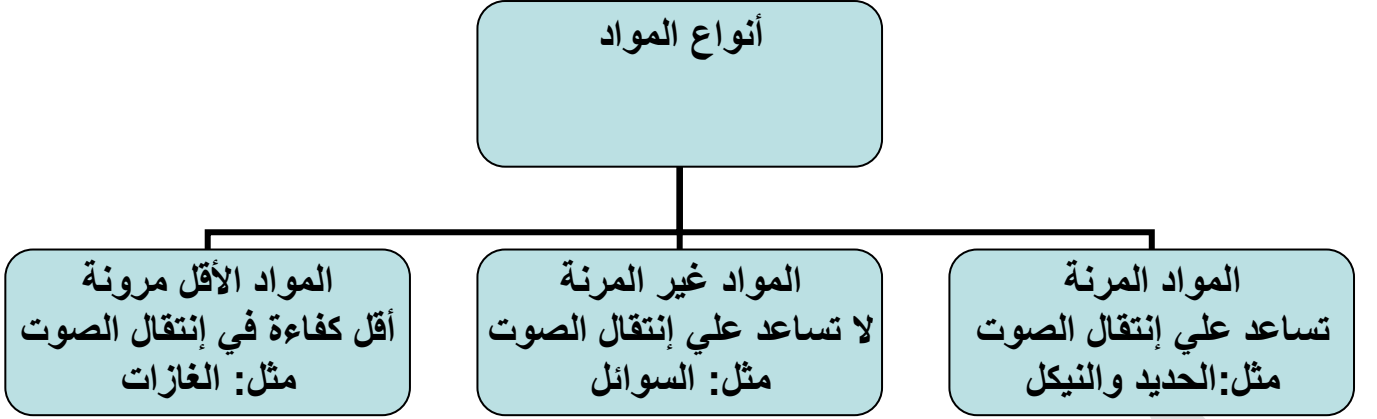 أنواع المواد
المواد المرنة
تساعد علي إنتقال الصوت
مثل:الحديد والنيكل
المواد غير المرنة
لا تساعد علي إنتقال الصوت
مثل: السوائل
المواد الأقل مرونة
أقل كفاءة في إنتقال الصوت
مثل: الغازات